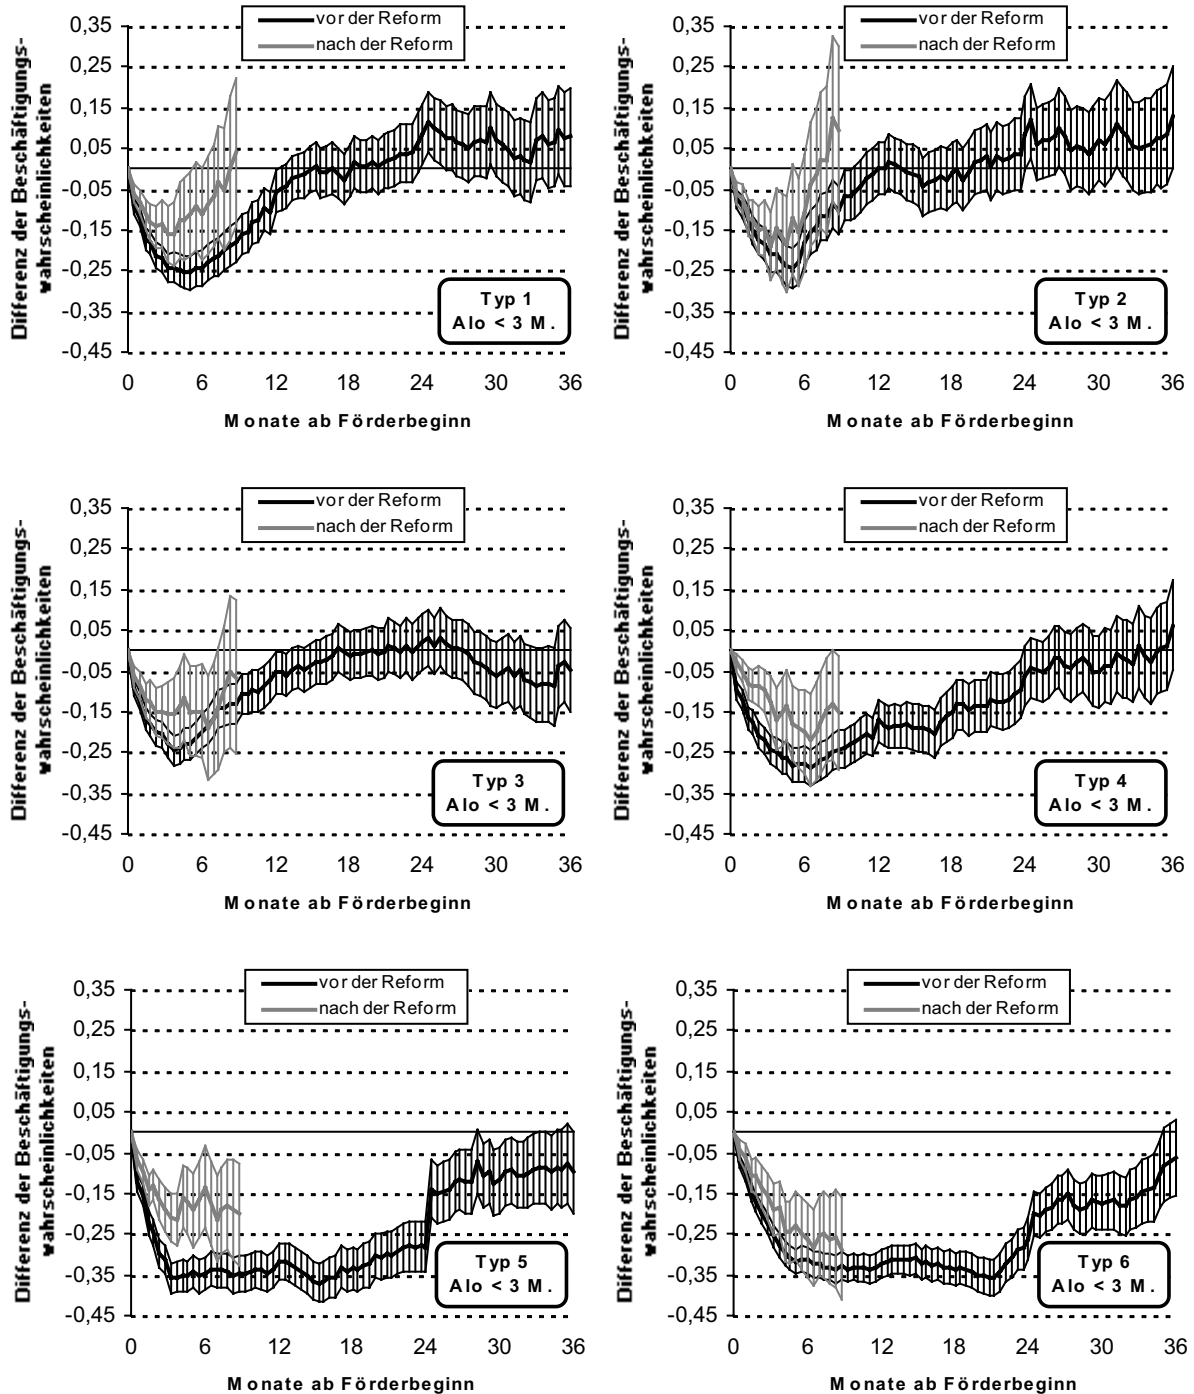 vor der Reform
nach der Reform
Differenz der Beschäftigungs-
wahrscheinlichkeiten
0,35
0,25
0,15
0,05
-0,05
-0,15
-0,25
-0,35
-0,45
Typ 1
Alo < 3 M.
0 6 12 18 24 30 36
Monate ab Förderbeginn
vor der Reform
nach der Reform
Differenz der Beschäftigungs-
wahrscheinlichkeiten
0,35
0,25
0,15
0,05
-0,05
-0,15
-0,25
-0,35
-0,45
Typ 2
Alo < 3 M.
0 6 12 18 24 30 36
Monate ab Förderbeginn
vor der Reform
nach der Reform
Differenz der Beschäftigungs-
wahrscheinlichkeiten
0,35
0,25
0,15
0,05
-0,05
-0,15
-0,25
-0,35
-0,45
Typ 3
Alo < 3 M.
0 6 12 18 24 30 36
Monate ab Förderbeginn
vor der Reform
nach der Reform
Differenz der Beschäftigungs-
wahrscheinlichkeiten
0,35
0,25
0,15
0,05
-0,05
-0,15
-0,25
-0,35
-0,45
Typ 4
Alo < 3 M.
0 6 12 18 24 30 36
Monate ab Förderbeginn
vor der Reform
nach der Reform
Differenz der Beschäftigungs-
wahrscheinlichkeiten
0,35
0,25
0,15
0,05
-0,05
-0,15
-0,25
-0,35
-0,45
Typ 5
Alo < 3 M.
0 6 12 18 24 30 36
Monate ab Förderbeginn
vor der Reform
nach der Reform
Differenz der Beschäftigungs-
wahrscheinlichkeiten
0,35
0,25
0,15
0,05
-0,05
-0,15
-0,25
-0,35
-0,45
Typ 6
Alo < 3 M.
0 6 12 18 24 30 36
Monate ab Förderbeginn